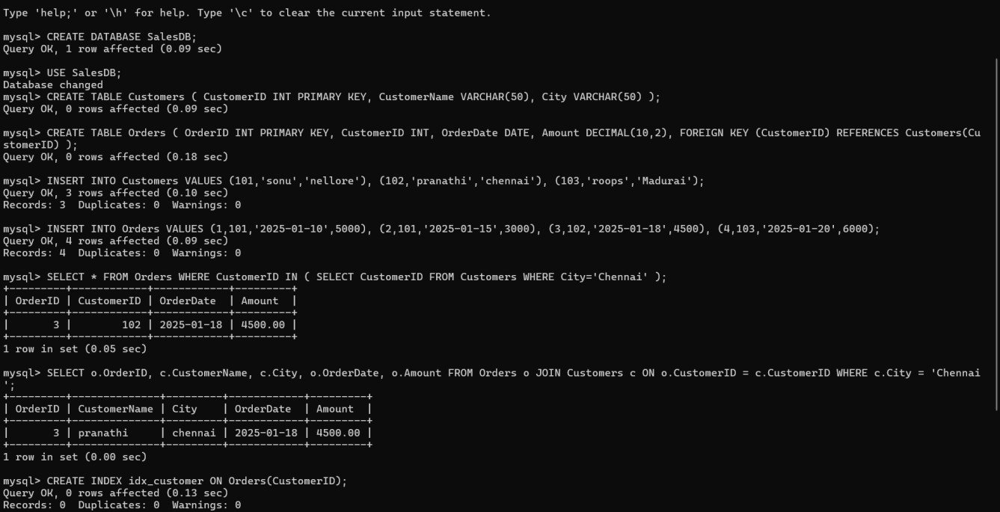 Type 'help;' or '\h' for help. Type '\c' to clear the current input statement.
mysql> CREATE DATABASE SalesDB;
Query OK, 1 row affected (0.09 sec)
mysql> USE SalesDB;
Database changed
mysql> CREATE TABLE Customers ( CustomerID INT PRIMARY KEY, CustomerName VARCHAR(50), City VARCHAR(50) );
Query OK, 0 rows affected (0.09 sec)
mysql> CREATE TABLE Orders ( OrderID INT PRIMARY KEY, CustomerID INT, OrderDate DATE, Amount DECIMAL(10,2), FOREIGN KEY (CustomerID) REFERENCES Customers(Cu
stomerID) );
Query OK, 0 rows affected (0.18 sec)
mysql> INSERT INTO Customers VALUES (101,'sonu','nellore'), (102,'pranathi','chennai'), (103,'roops','Madurai');
Query OK, 3 rows affected (0.10 sec)
Records: 3  Duplicates: 0  Warnings: 0
mysql> INSERT INTO Orders VALUES (1,101,'2025-01-10',5000), (2,101,'2025-01-15',3000), (3,102,'2025-01-18',4500), (4,103,'2025-01-20',6000);
Query OK, 4 rows affected (0.09 sec)
Records: 4  Duplicates: 0  Warnings: 0
mysql> SELECT * FROM Orders WHERE CustomerID IN ( SELECT CustomerID FROM Customers WHERE City='Chennai' );
+---------+------------+------------+---------+
| OrderID | CustomerID | OrderDate  | Amount  |
+---------+------------+------------+---------+
|       3 |        102 | 2025-01-18 | 4500.00 |
+---------+------------+------------+---------+
1 row in set (0.05 sec)
mysql> SELECT o.OrderID, c.CustomerName, c.City, o.OrderDate, o.Amount FROM Orders o JOIN Customers c ON o.CustomerID = c.CustomerID WHERE c.City = 'Chennai
';
+---------+--------------+---------+------------+---------+
| OrderID | CustomerName | City    | OrderDate  | Amount  |
+---------+--------------+---------+------------+---------+
|       3 | pranathi     | chennai | 2025-01-18 | 4500.00 |
+---------+--------------+---------+------------+---------+
1 row in set (0.00 sec)
mysql> CREATE INDEX idx_customer ON Orders(CustomerID);
Query OK, 0 rows affected (0.13 sec)
Records: 0  Duplicates: 0  Warnings: 0